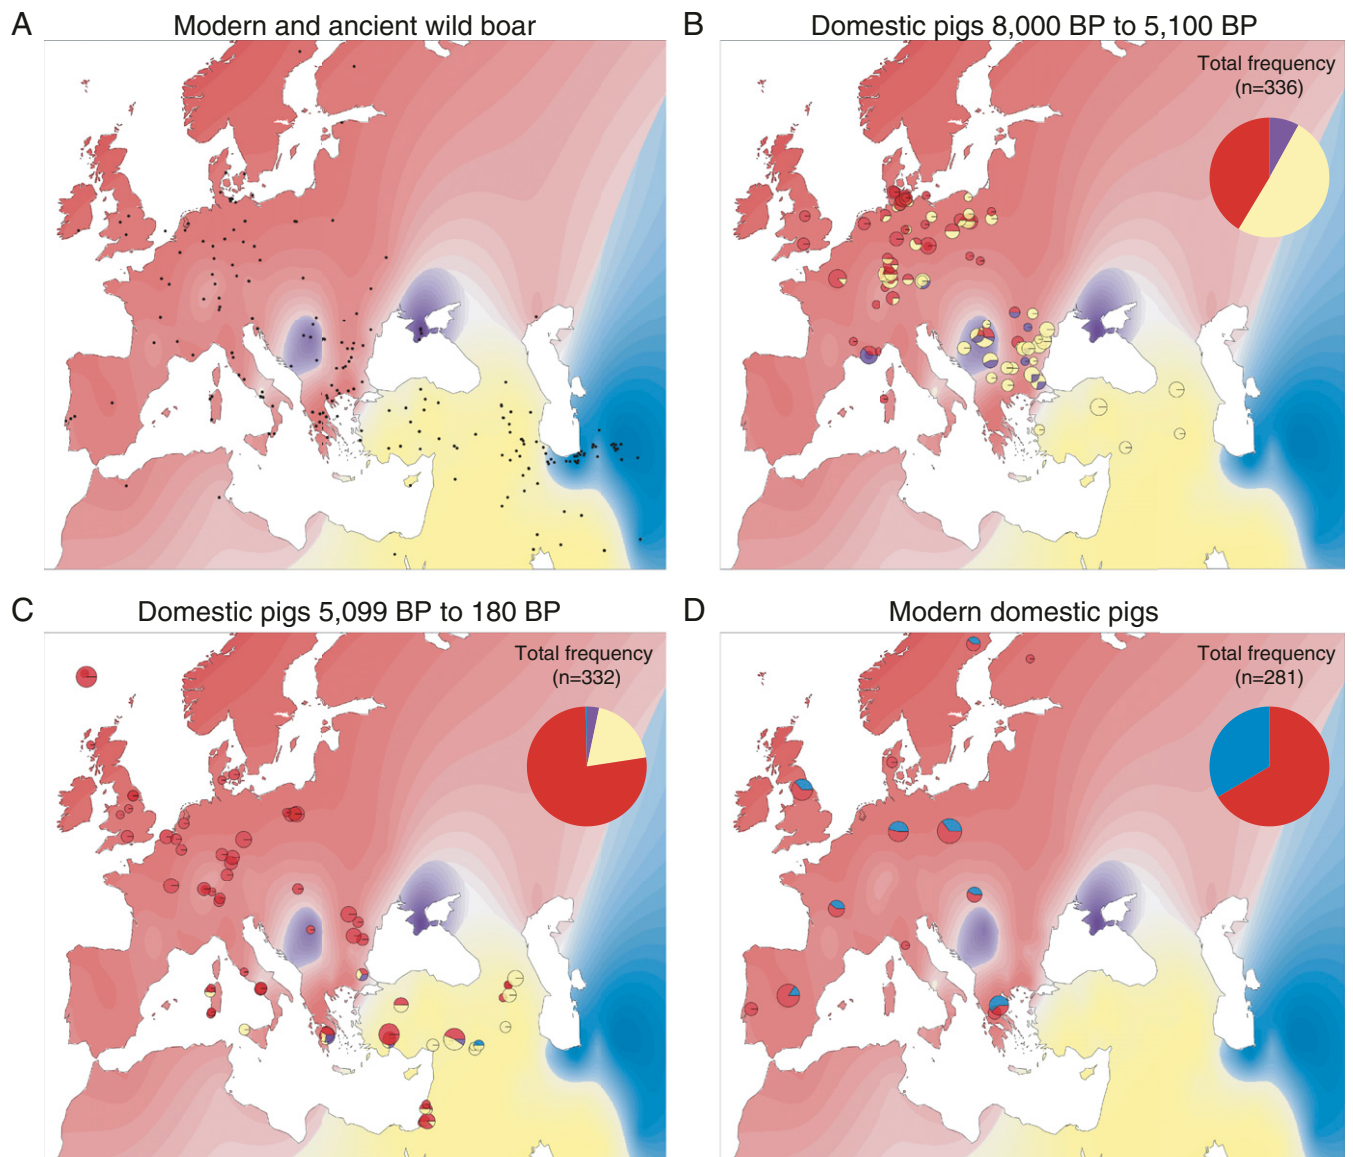 A Modern and ancient wild boar
B Domestic pigs 8,000 BP to 5,100 BP
Total frequency
(n=336)
C Domestic pigs 5,099 BP to 180 BP
Total frequency
(n=332)
D Modern domestic pigs
Total frequency
(n=281)